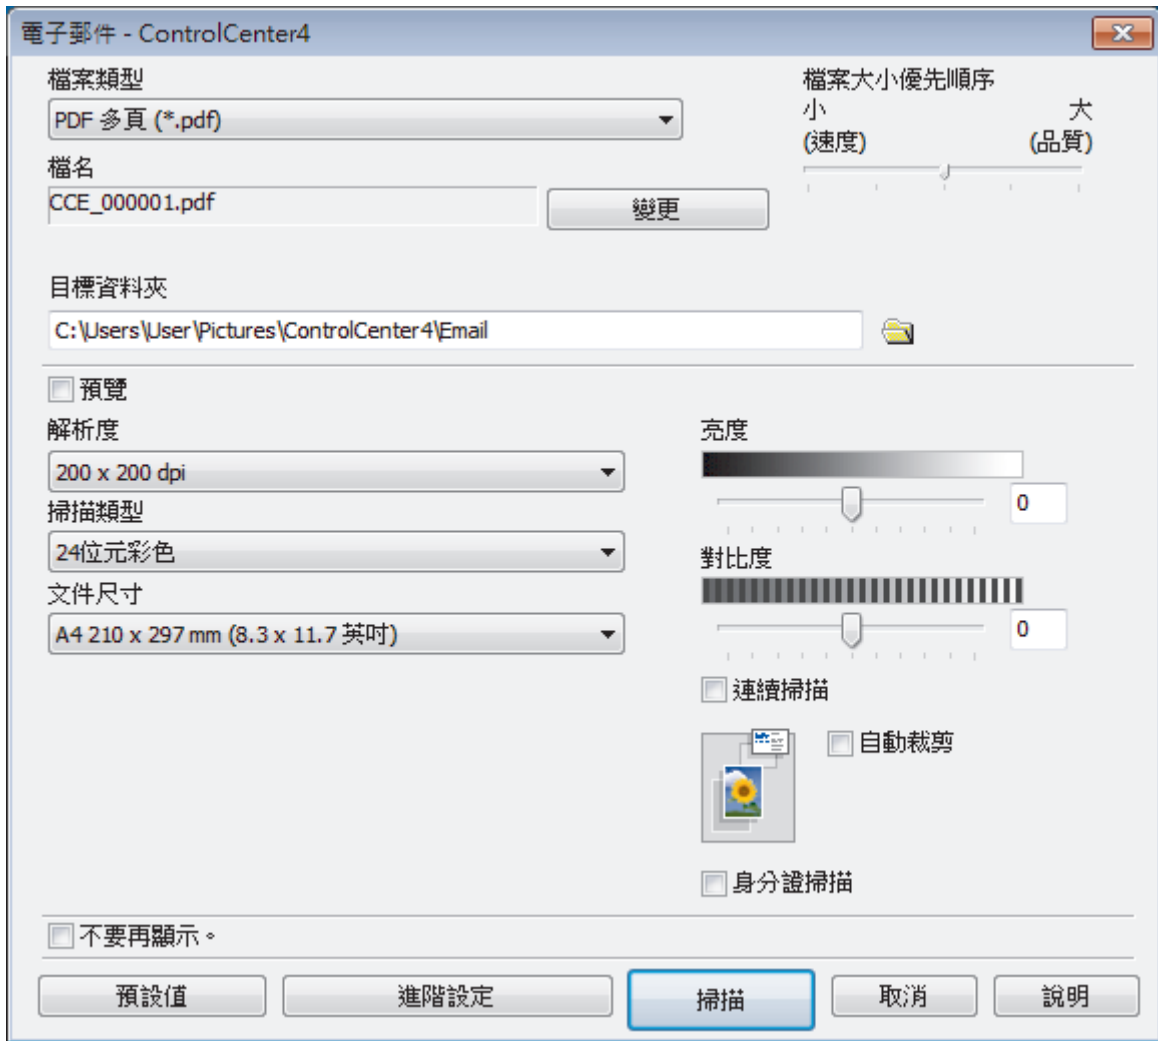 電子郵件 - ControlCenter4
檔案類型
PDF 多頁 (*.pdf)
檔名
CCE_000001.pdf
變更
檔案大小優先順序
小 大
(速度) (品質)
目標資料夾
C:\Users\User\Pictures\ControlCenter4\Email
預覽
解析度
200 x 200 dpi
掃描類型
24位元彩色
文件尺寸
A4 210 x 297 mm (8.3 x 11.7 英吋)
亮度
0
對比度
0
連續掃描
自動裁剪
身分證掃描
不要再顯示。
預設值 進階設定 掃描 取消 說明